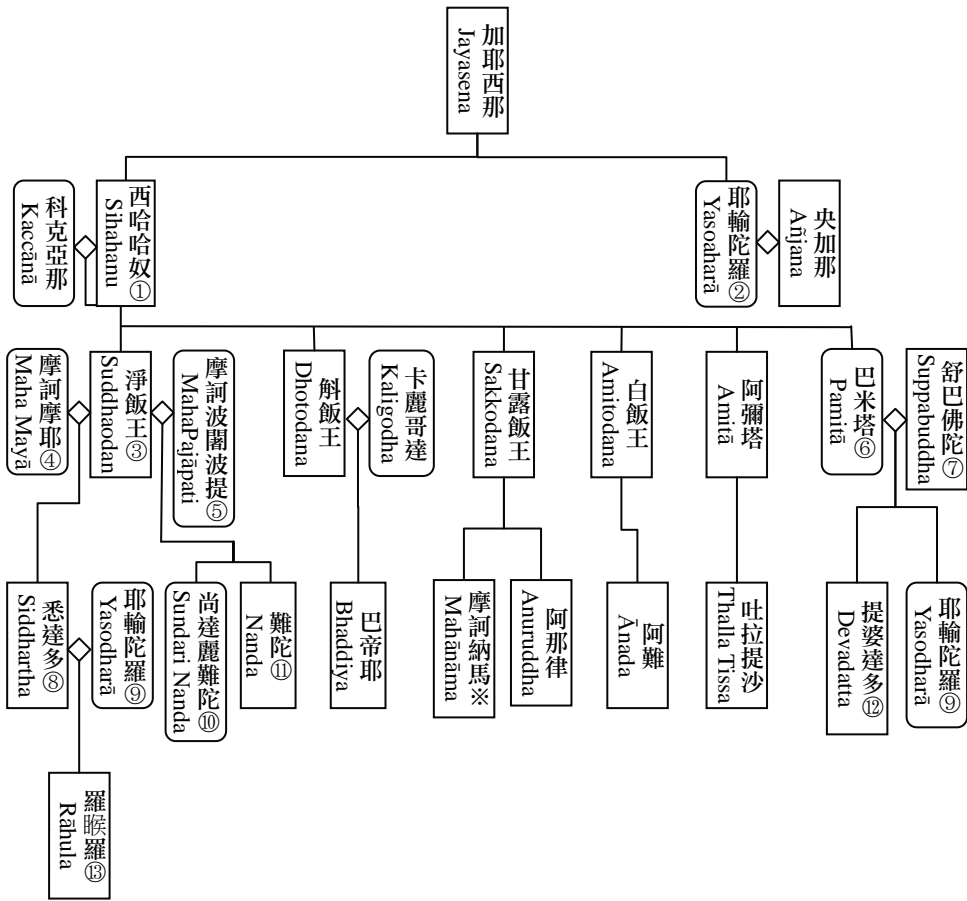 加耶西那
Jayasena
西哈哈奴①
Sihahanu
科克亞那
Kaccānā
耶輸陀羅②
Yasoaharā
央加那
Añjana
摩訶摩耶④
Maha Mayā
淨飯王③
Suddhaodan
摩訶波闍波提
MahaPajāpati⑤
斛飯王
Dhotodana
卡麗哥達
Kaligodha
甘露飯王
Sakkodana
白飯王
Amitodana
阿彌塔
Amitā
巴米塔⑥
Pamitā
舒巴佛陀⑦
Suppabuddha
悉達多⑧
Siddhartha
耶輸陀羅⑨
Yasodharā
尚達麗難陀⑩
Sundari Nanda
難陀⑪
Nanda
巴帝耶
Bhaddiya
摩訶納馬※
Mahānāma
阿那律
Anuruddha
阿難
Ānada
吐拉提沙
Thalla Tissa
提婆達多⑫
Devadatta
耶輸陀羅⑨
Yasodharā
羅睺羅⑬
Rāhula